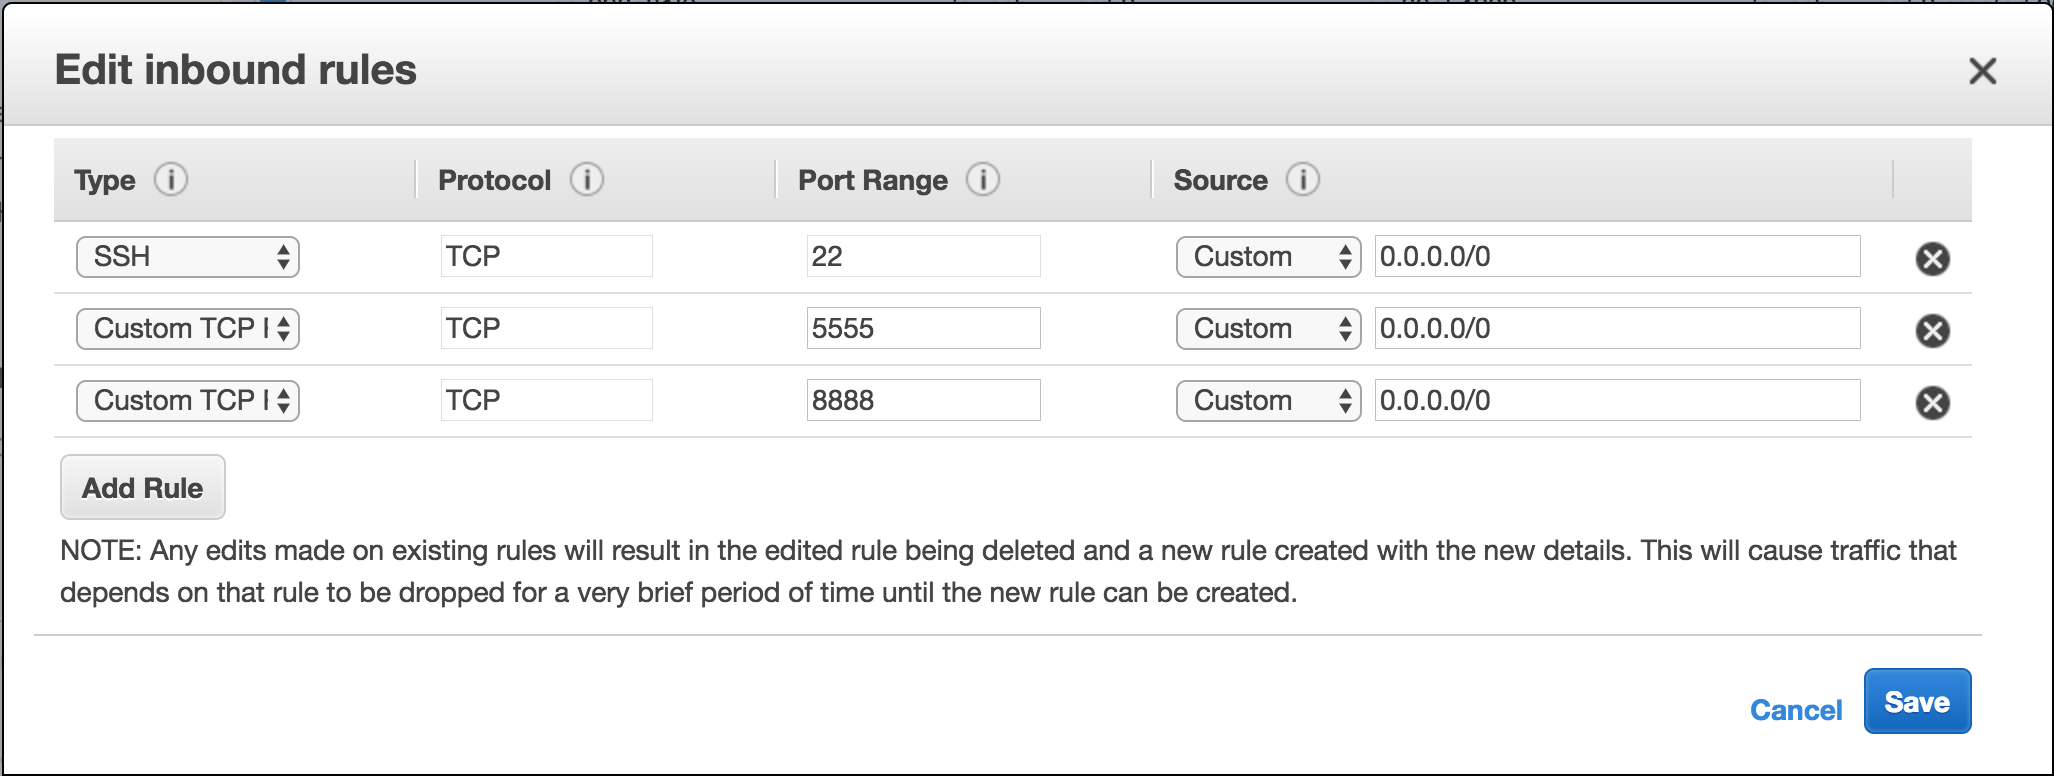 Edit inbound rules
Type Protocol Port Range Source
SSH TCP 22 Custom 0.0.0.0/0
Custom TCP TCP 5555 Custom 0.0.0.0/0
Custom TCP TCP 8888 Custom 0.0.0.0/0
Add Rule
NOTE: Any edits made on existing rules will result in the edited rule being deleted and a new rule created with the new details. This will cause traffic that
depends on that rule to be dropped for a very brief period of time until the new rule can be created.
Cancel Save